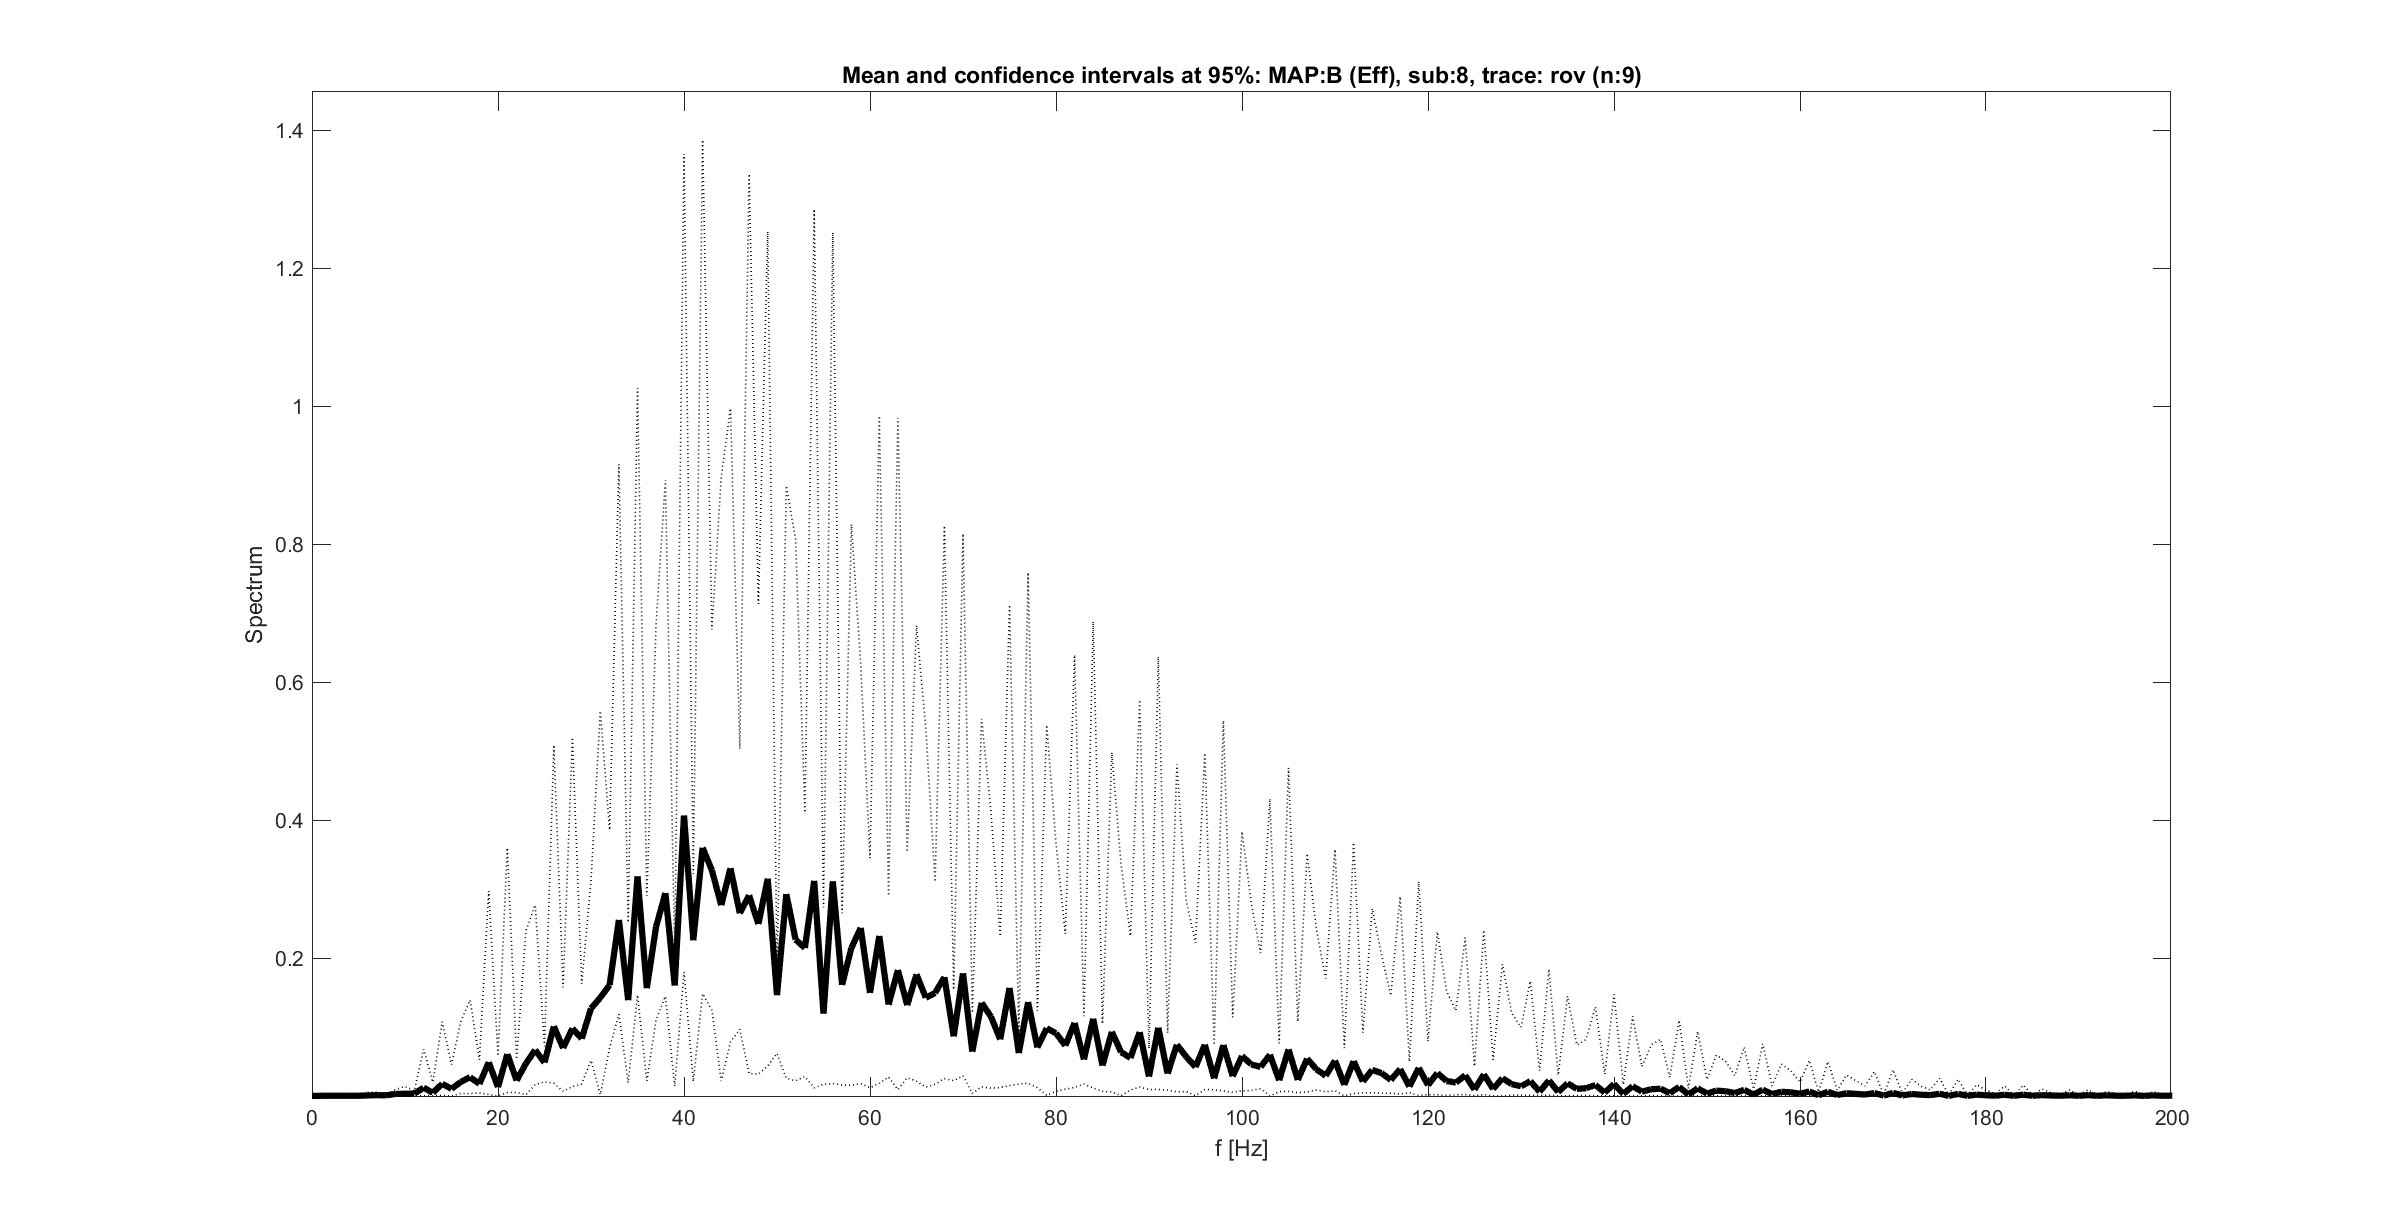 Mean and confidence intervals at 95%: MAP:B (Eff), sub:8, trace: rov (n:9)
1.4
1.2
1
0.8
0.6
0.4
0.2
Spectrum
0 20 40 60 80 100 120 140 160 180 200
f [Hz]